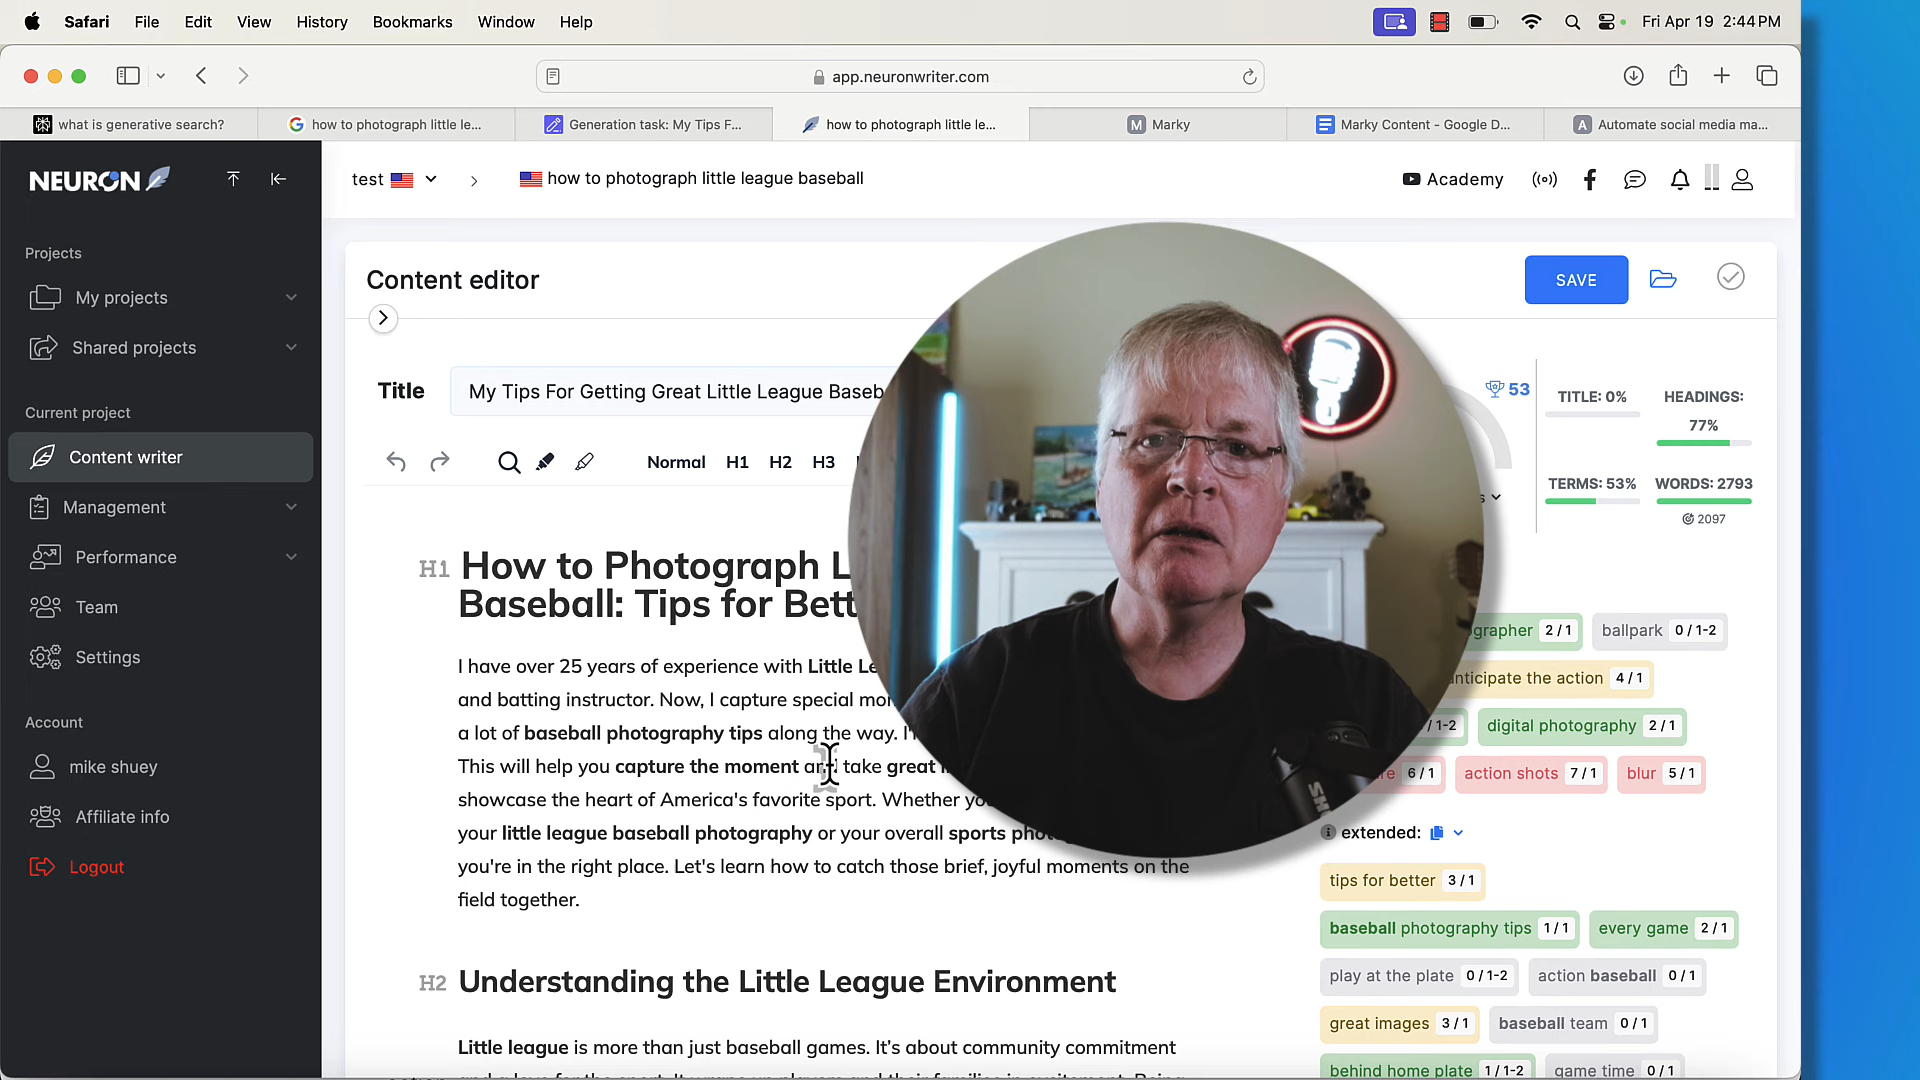 Safari File Edit View History Bookmarks Window Help Fri Apr 19 2:44 PM
app.neuronwriter.com
what is generative search? how to photograph little le... Generation task: My Tips F... how to photograph little le... M Marky Marky Content - Google D... A Automate social media ma...
NEURON test how to photograph little league baseball Academy
Projects
My projects
Shared projects
Current project
Content writer
Management
Performance
Team
Settings
Account
mike shuey
Affiliate info
Logout
Content editor SAVE
Title My Tips For Getting Great Little League Baseb
53 TITLE: 0% HEADINGS: 77%
Normal H1 H2 H3
TERMS: 53% WORDS: 2793
2097
H1 How to Photograph L
Baseball: Tips for Bett
I have over 25 years of experience with Little Le
and batting instructor. Now, I capture special mo
a lot of baseball photography tips along the way.
This will help you capture the moment and take great
showcase the heart of America's favorite sport. Whether yo
your little league baseball photography or your overall sports pho
you're in the right place. Let's learn how to catch those brief, joyful moments on the
field together.
H2 Understanding the Little League Environment
Little league is more than just baseball games. It's about community commitment
grapher 2 / 1 ballpark 0 / 1-2
nticipate the action 4 / 1
/ 1-2 digital photography 2 / 1
re 6 / 1 action shots 7 / 1 blur 5 / 1
extended:
tips for better 3 / 1
baseball photography tips 1 / 1 every game 2 / 1
play at the plate 0 / 1-2 action baseball 0 / 1
great images 3 / 1 baseball team 0 / 1
behind home plate 1 / 1-2 game time 0 / 1
SH